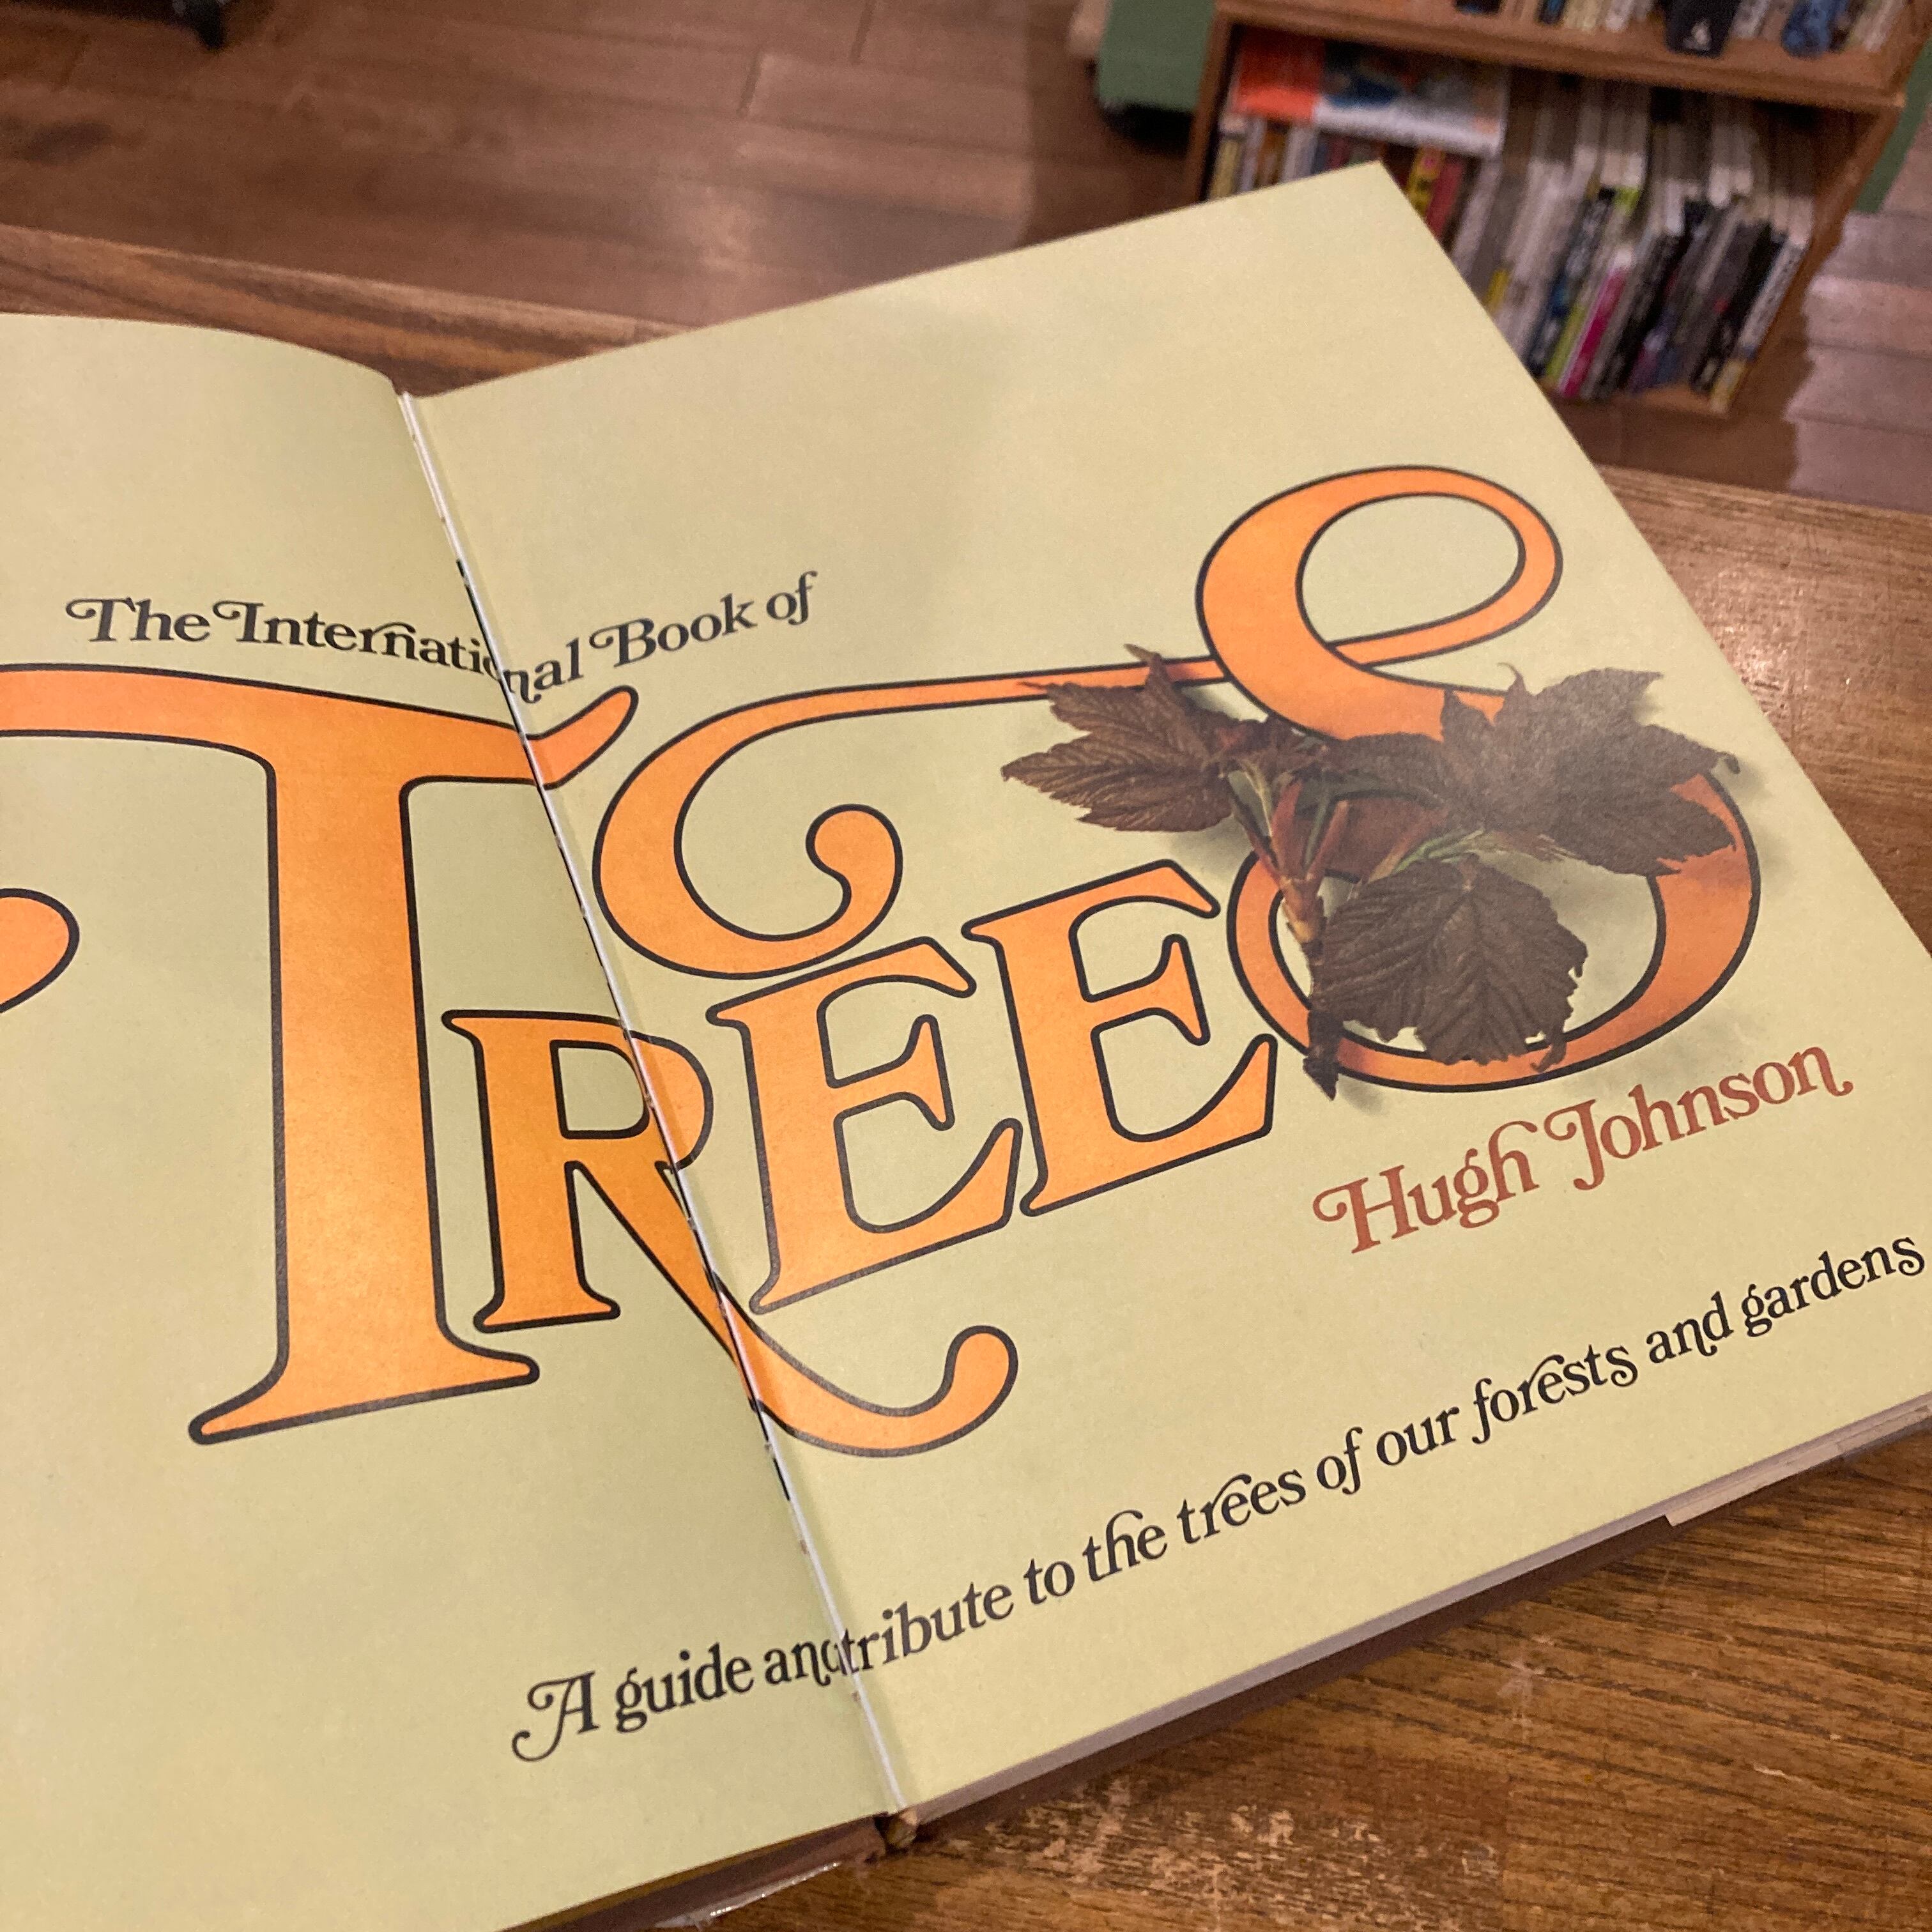 The International Book of
TREES
Hugh Johnson
A guide and tribute to the trees of our forests and gardens